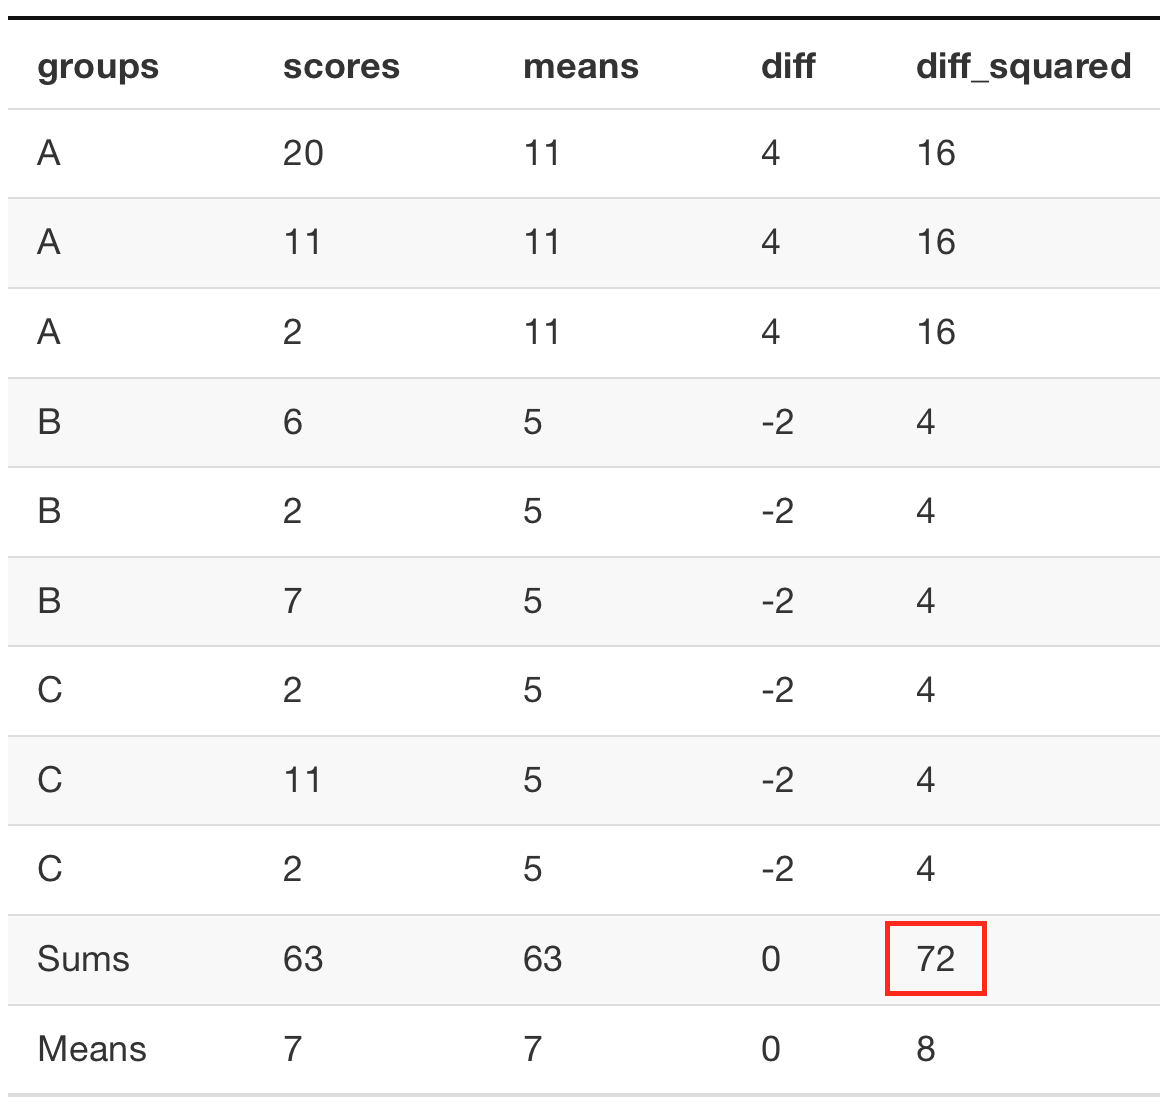 groups scores means diff diff_squared
A 20 11 4 16
A 11 11 4 16
A 2 11 4 16
B 6 5 -2 4
B 2 5 -2 4
B 7 5 -2 4
C 2 5 -2 4
C 11 5 -2 4
C 2 5 -2 4
Sums 63 63 0 72
Means 7 7 0 8